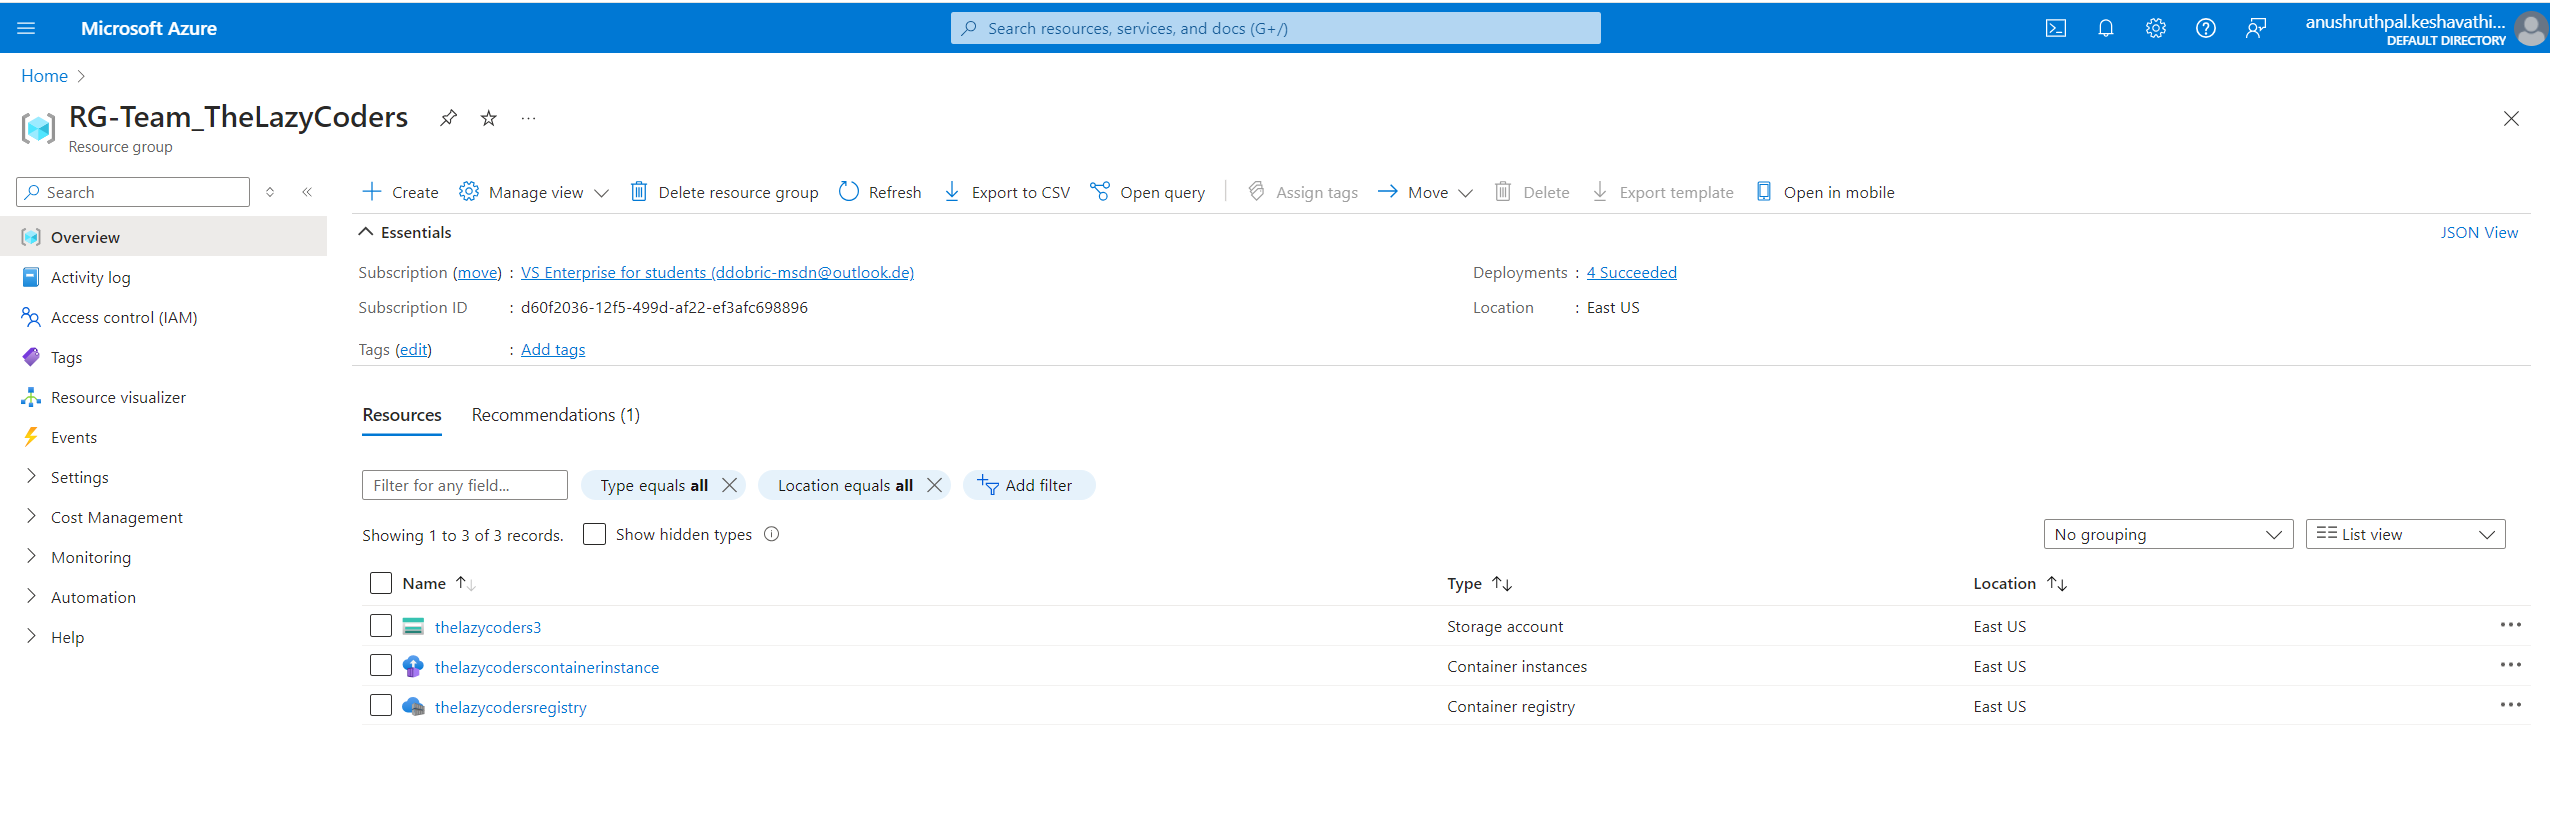 Microsoft Azure
Search resources, services, and docs (G+/)
anushruthpal.keshavathi...
DEFAULT DIRECTORY
Home
RG-Team_TheLazyCoders
Resource group
Search
Create
Manage view
Delete resource group
Refresh
Export to CSV
Open query
Assign tags
Move
Delete
Export template
Open in mobile
Overview
Activity log
Access control (IAM)
Tags
Resource visualizer
Events
Settings
Cost Management
Monitoring
Automation
Help
Essentials
JSON View
Subscription (move) : VS Enterprise for students (ddobric-msdn@outlook.de)
Subscription ID : d60f2036-12f5-499d-af22-ef3afc698896
Tags (edit) : Add tags
Deployments : 4 Succeeded
Location : East US
Resources
Recommendations (1)
Filter for any field...
Type equals all
Location equals all
Add filter
Showing 1 to 3 of 3 records.
Show hidden types
No grouping
List view
Name Type Location
thelazycoders3 Storage account East US
thelazycoderscontainerinstance Container instances East US
thelazycodersregistry Container registry East US